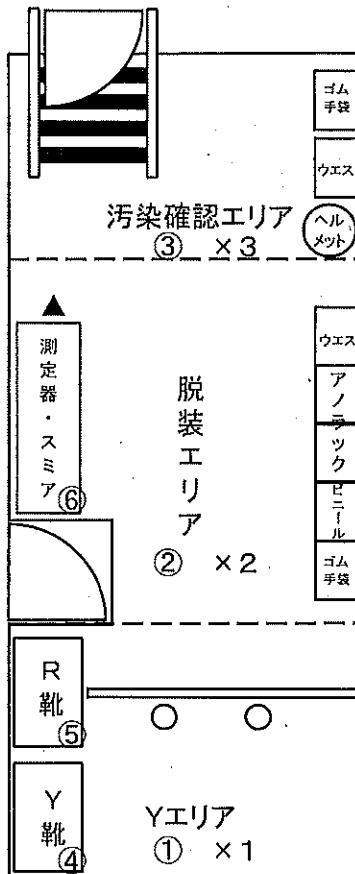 ゴム
手袋
ウエス
汚染確認エリア
ヘル
メット
③ ×3
測定器・スミア
⑥
脱装エリア
② ×2
ウエス
アノラック
ビニール
ゴム
手袋
R
靴
⑤
Y
靴
④
Yエリア
① ×1